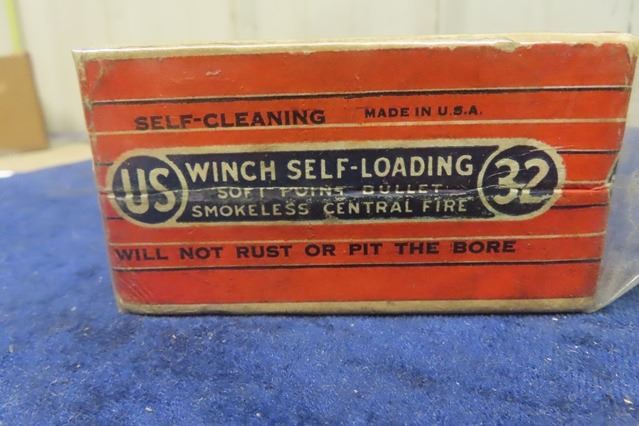 SELF-CLEANING MADE IN U.S.A.
US WINCH SELF-LOADING 32
SOFT POINT BULLET
SMOKELESS CENTRAL FIRE
WILL NOT RUST OR PIT THE BORE